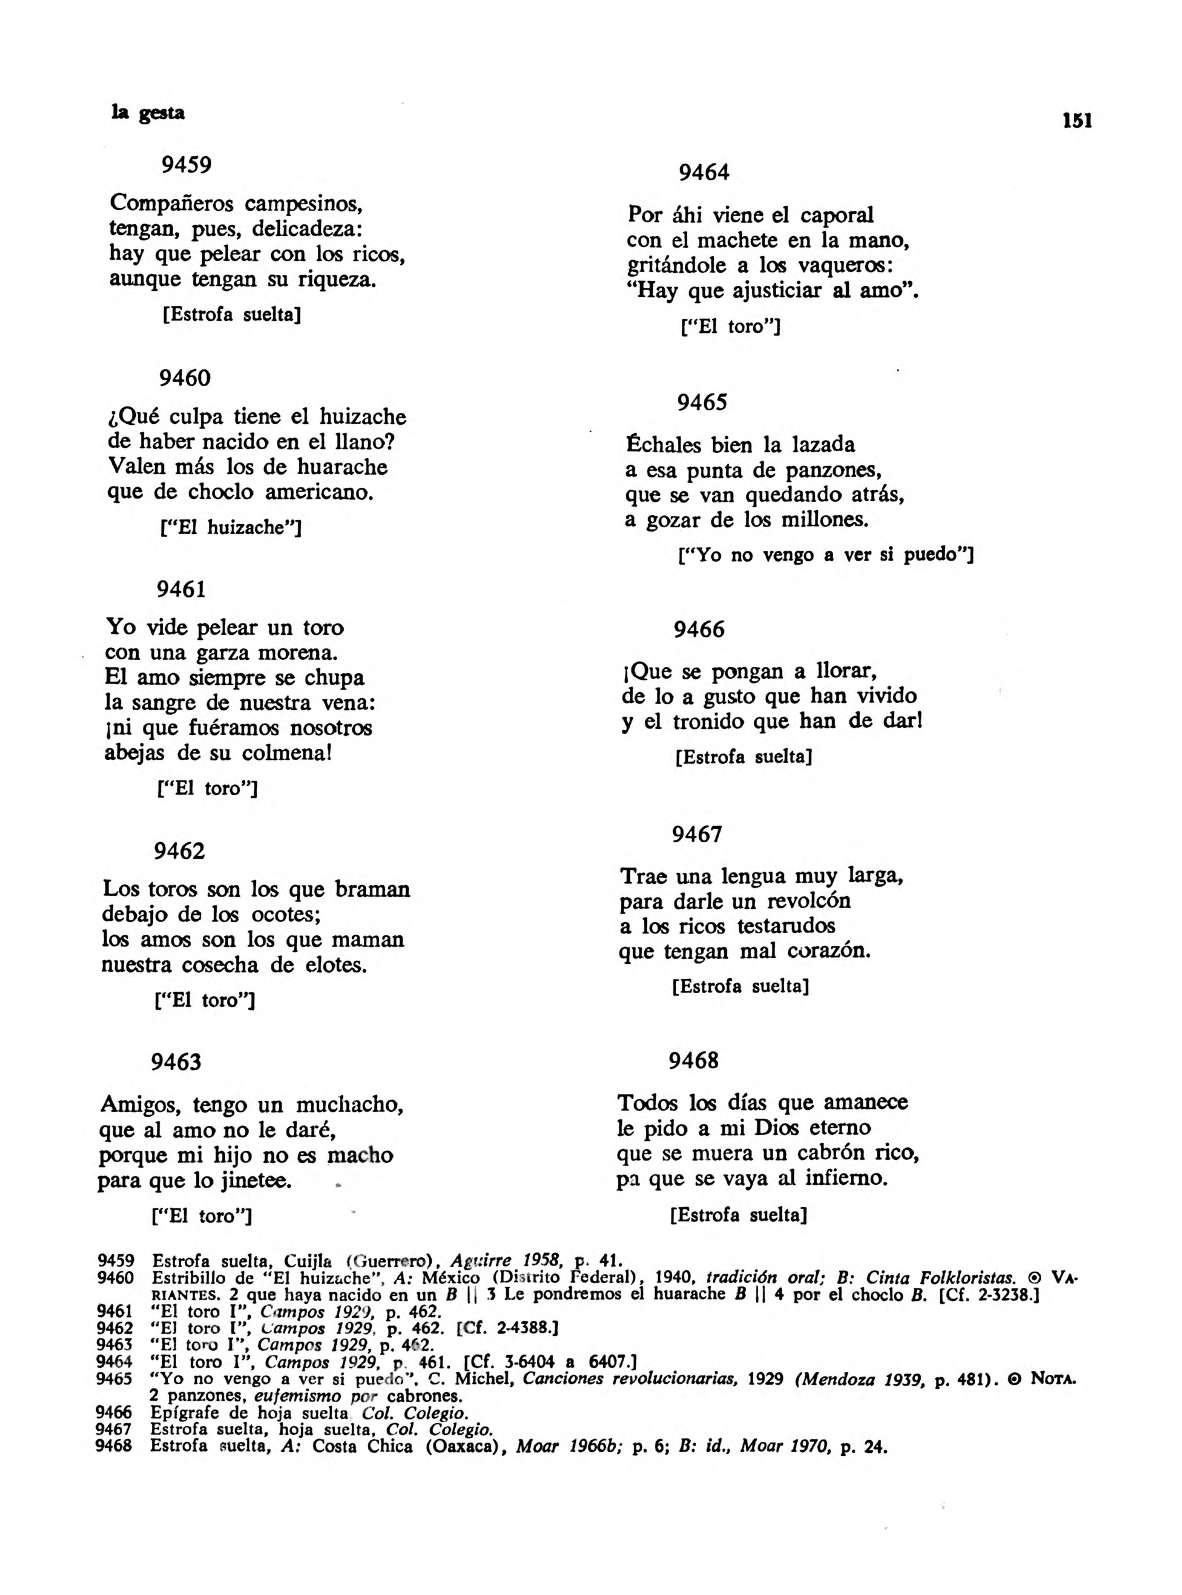 la gesta
151
9459
Compañeros campesinos,
tengan, pues, delicadeza:
hay que pelear con los ricos,
aunque tengan su riqueza.
[Estrofa suelta]
9460
¿Qué culpa tiene el huizache
de haber nacido en el llano?
Valen más los de huarache
que de choclo americano.
["El huizache"]
9461
Yo vide pelear un toro
con una garza morena.
El amo siempre se chupa
la sangre de nuestra vena:
¡ni que fuéramos nosotros
abejas de su colmena!
["El toro"]
9462
Los toros son los que braman
debajo de los ocotes;
los amos son los que maman
nuestra cosecha de elotes.
["El toro"]
9463
Amigos, tengo un muchacho,
que al amo no le daré,
porque mi hijo no es macho
para que lo jinetee.
["El toro"]
9464
Por áhi viene el caporal
con el machete en la mano,
gritándole a los vaqueros:
"Hay que ajusticiar al amo".
["El toro"]
9465
Échales bien la lazada
a esa punta de panzones,
que se van quedando atrás,
a gozar de los millones.
["Yo no vengo a ver si puedo"]
9466
¡Que se pongan a llorar,
de lo a gusto que han vivido
y el tronido que han de dar!
[Estrofa suelta]
9467
Trae una lengua muy larga,
para darle un revolcón
a los ricos testarudos
que tengan mal corazón.
[Estrofa suelta]
9468
Todos los días que amanece
le pido a mi Dios eterno
que se muera un cabrón rico,
pa que se vaya al infierno.
[Estrofa suelta]
9459 Estrofa suelta, Cuijla (Guerrero), Aguirre 1958, p. 41.
9460 Estribillo de "El huizache", A: México (Distrito Federal), 1940, tradición oral; B: Cinta Folkloristas. ⊙ VA-
RIANTES. 2 que haya nacido en un B || 3 Le pondremos el huarache B || 4 por el choclo B. [Cf. 2-3238.]
9461 "El toro I", Campos 1929, p. 462.
9462 "El toro I", Campos 1929, p. 462. [Cf. 2-4388.]
9463 "El toro I", Campos 1929, p. 462.
9464 "El toro I", Campos 1929, p. 461. [Cf. 3-6404 a 6407.]
9465 "Yo no vengo a ver si puedo", C. Michel, Canciones revolucionarias, 1929 (Mendoza 1939, p. 481). ⊙ NOTA.
2 panzones, eufemismo por cabrones.
9466 Epígrafe de hoja suelta Col. Colegio.
9467 Estrofa suelta, hoja suelta, Col. Colegio.
9468 Estrofa suelta, A: Costa Chica (Oaxaca), Moar 1966b; p. 6; B: id., Moar 1970, p. 24.